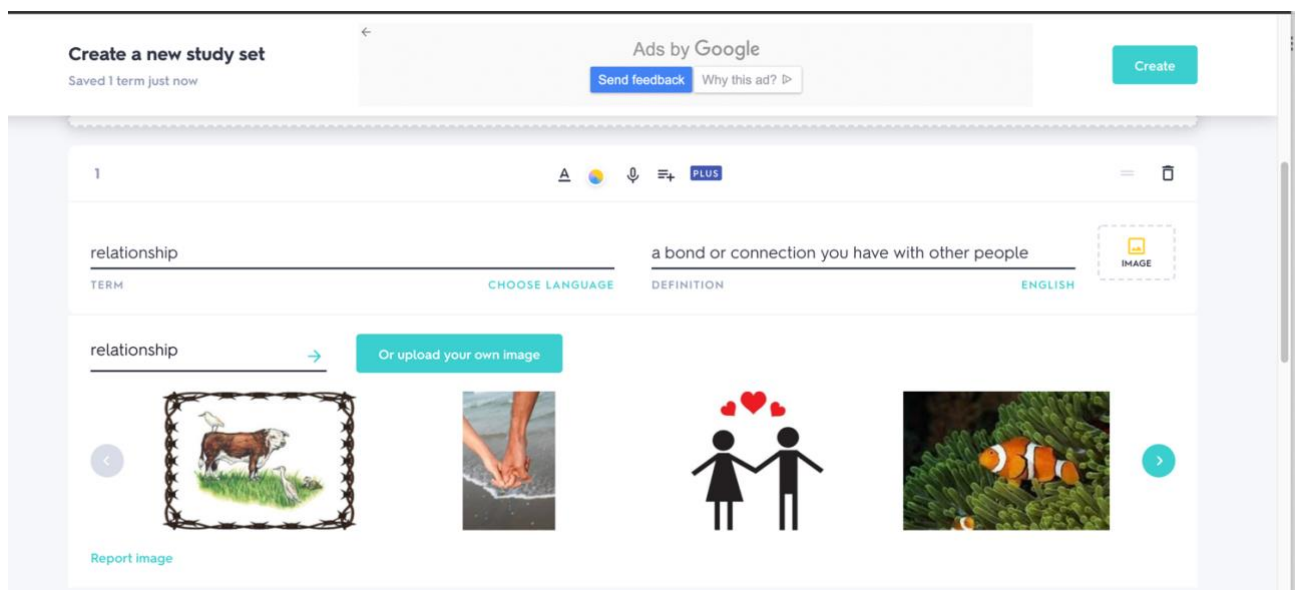 Create a new study set
Saved 1 term just now
Ads by Google
Send feedback
Why this ad?
Create
1
A
PLUS
relationship
TERM
CHOOSE LANGUAGE
a bond or connection you have with other people
DEFINITION
ENGLISH
IMAGE
relationship
Or upload your own image
Report image